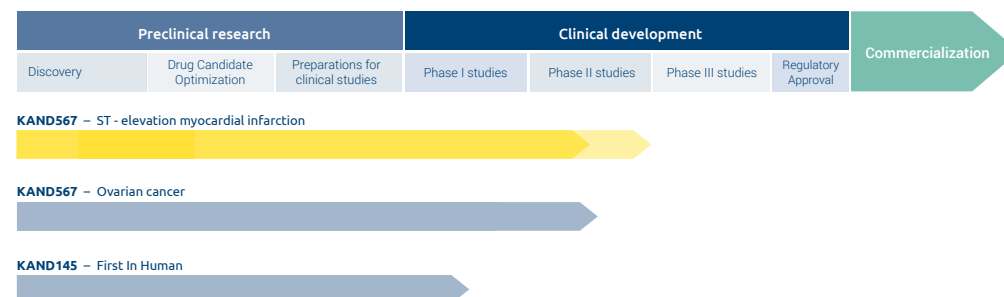 Preclinical research
Clinical development
Commercialization
Discovery
Drug Candidate
Optimization
Preparations for
clinical studies
Phase I studies
Phase II studies
Phase III studies
Regulatory
Approval
KAND567 – ST - elevation myocardial infarction
KAND567 – Ovarian cancer
KAND145 – First In Human